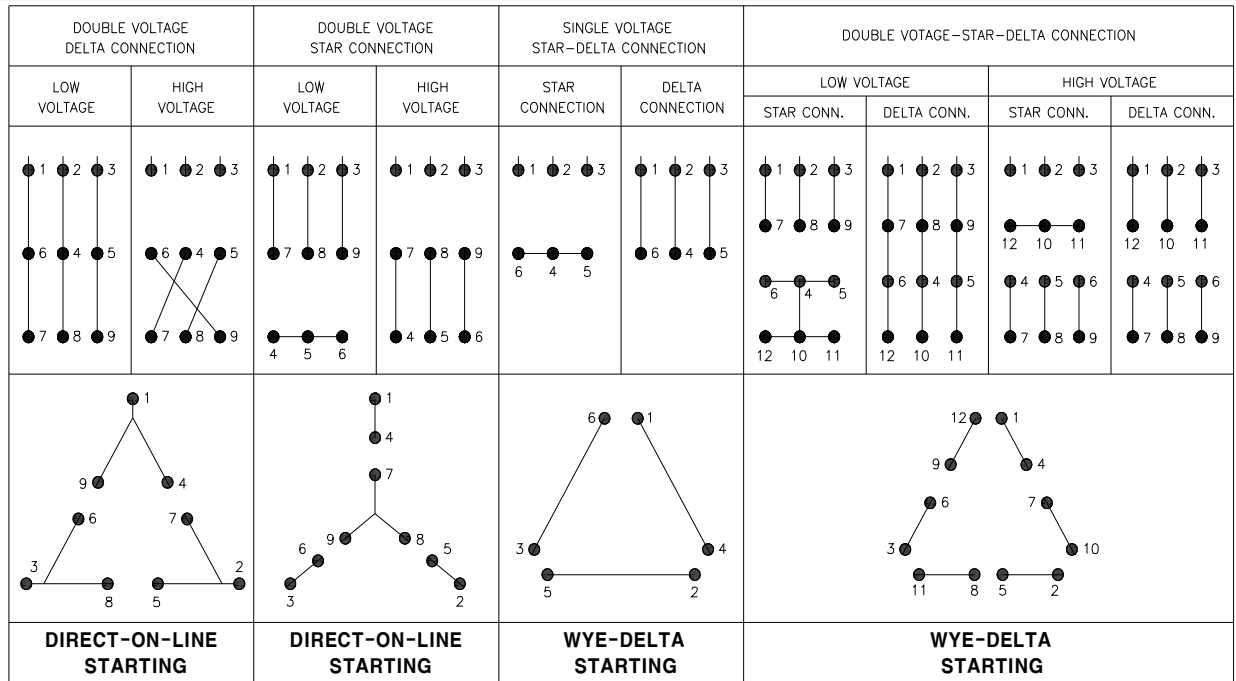 DOUBLE VOLTAGE
DELTA CONNECTION
DOUBLE VOLTAGE
STAR CONNECTION
SINGLE VOLTAGE
STAR-DELTA CONNECTION
DOUBLE VOTAGE-STAR-DELTA CONNECTION
LOW
VOLTAGE
HIGH
VOLTAGE
LOW
VOLTAGE
HIGH
VOLTAGE
STAR
CONNECTION
DELTA
CONNECTION
LOW VOLTAGE
HIGH VOLTAGE
STAR CONN.
DELTA CONN.
STAR CONN.
DELTA CONN.
1 2 3
6 4 5
7 8 9
1 2 3
6 4 5
7 8 9
1 2 3
7 8 9
4 5 6
1 2 3
7 8 9
4 5 6
1 2 3
6 4 5
1 2 3
6 4 5
1 2 3
7 8 9
6 4 5
12 10 11
1 2 3
7 8 9
6 4 5
12 10 11
1 2 3
12 10 11
4 5 6
7 8 9
1 2 3
12 10 11
4 5 6
7 8 9
1
9 4
6 7
3 2
8 5
1
4
7
9 8
6 5
3 2
6 1
3 4
5 2
12 1
9 4
6 7
3 10
11 8 5 2
DIRECT-ON-LINE
STARTING
DIRECT-ON-LINE
STARTING
WYE-DELTA
STARTING
WYE-DELTA
STARTING